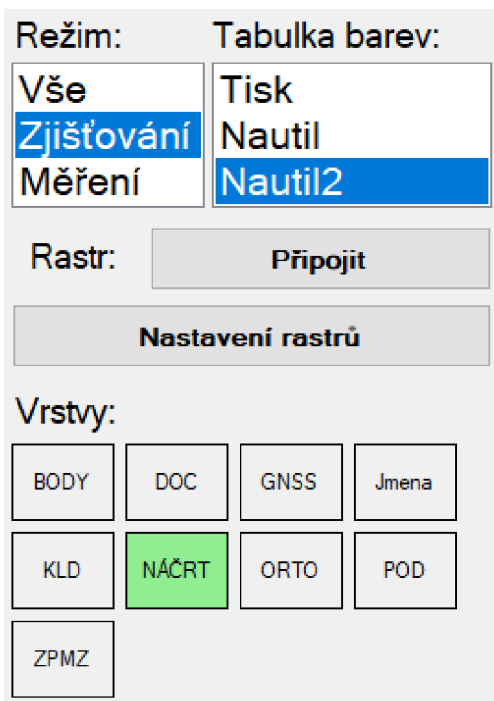 Režim: Tabulka barev:
Vše Tisk
Zjišťování Nautil
Měření Nautil2
Rastr: Připojit
Nastavení rastrů
Vrstvy:
BODY DOC GNSS Jmena
KLD NÁČRT ORTO POD
ZPMZ